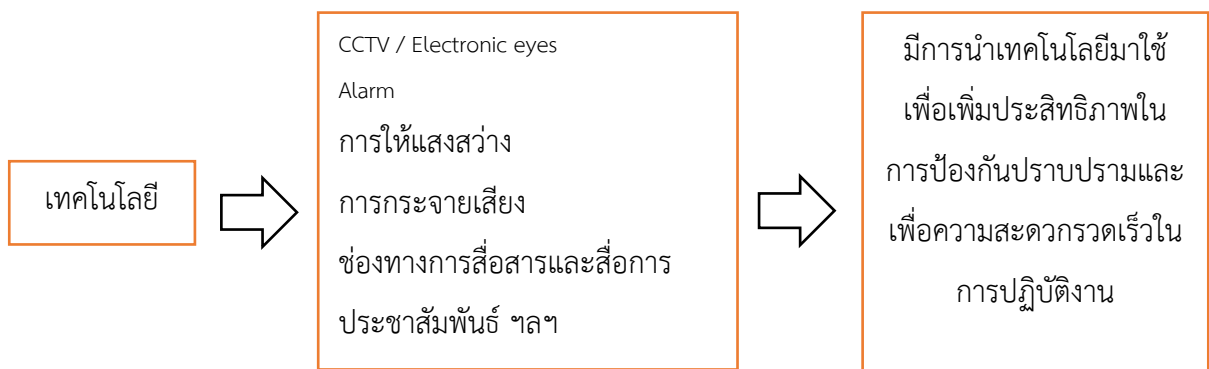 เทคโนโลยี
CCTV / Electronic eyes
Alarm
การให้แสงสว่าง
การกระจายเสียง
ช่องทางการสื่อสารและสื่อการ
ประชาสัมพันธ์ ฯลฯ
มีการนำเทคโนโลยีมาใช้
เพื่อเพิ่มประสิทธิภาพใน
การป้องกันปราบปรามและ
เพื่อความสะดวกรวดเร็วใน
การปฏิบัติงาน